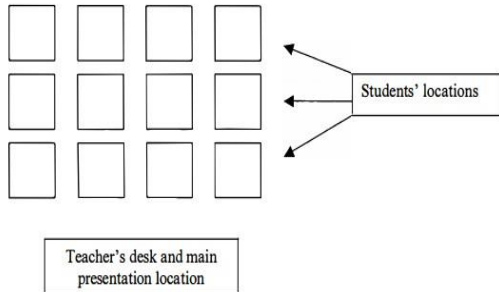 Students’ locations
Teacher’s desk and main
presentation location